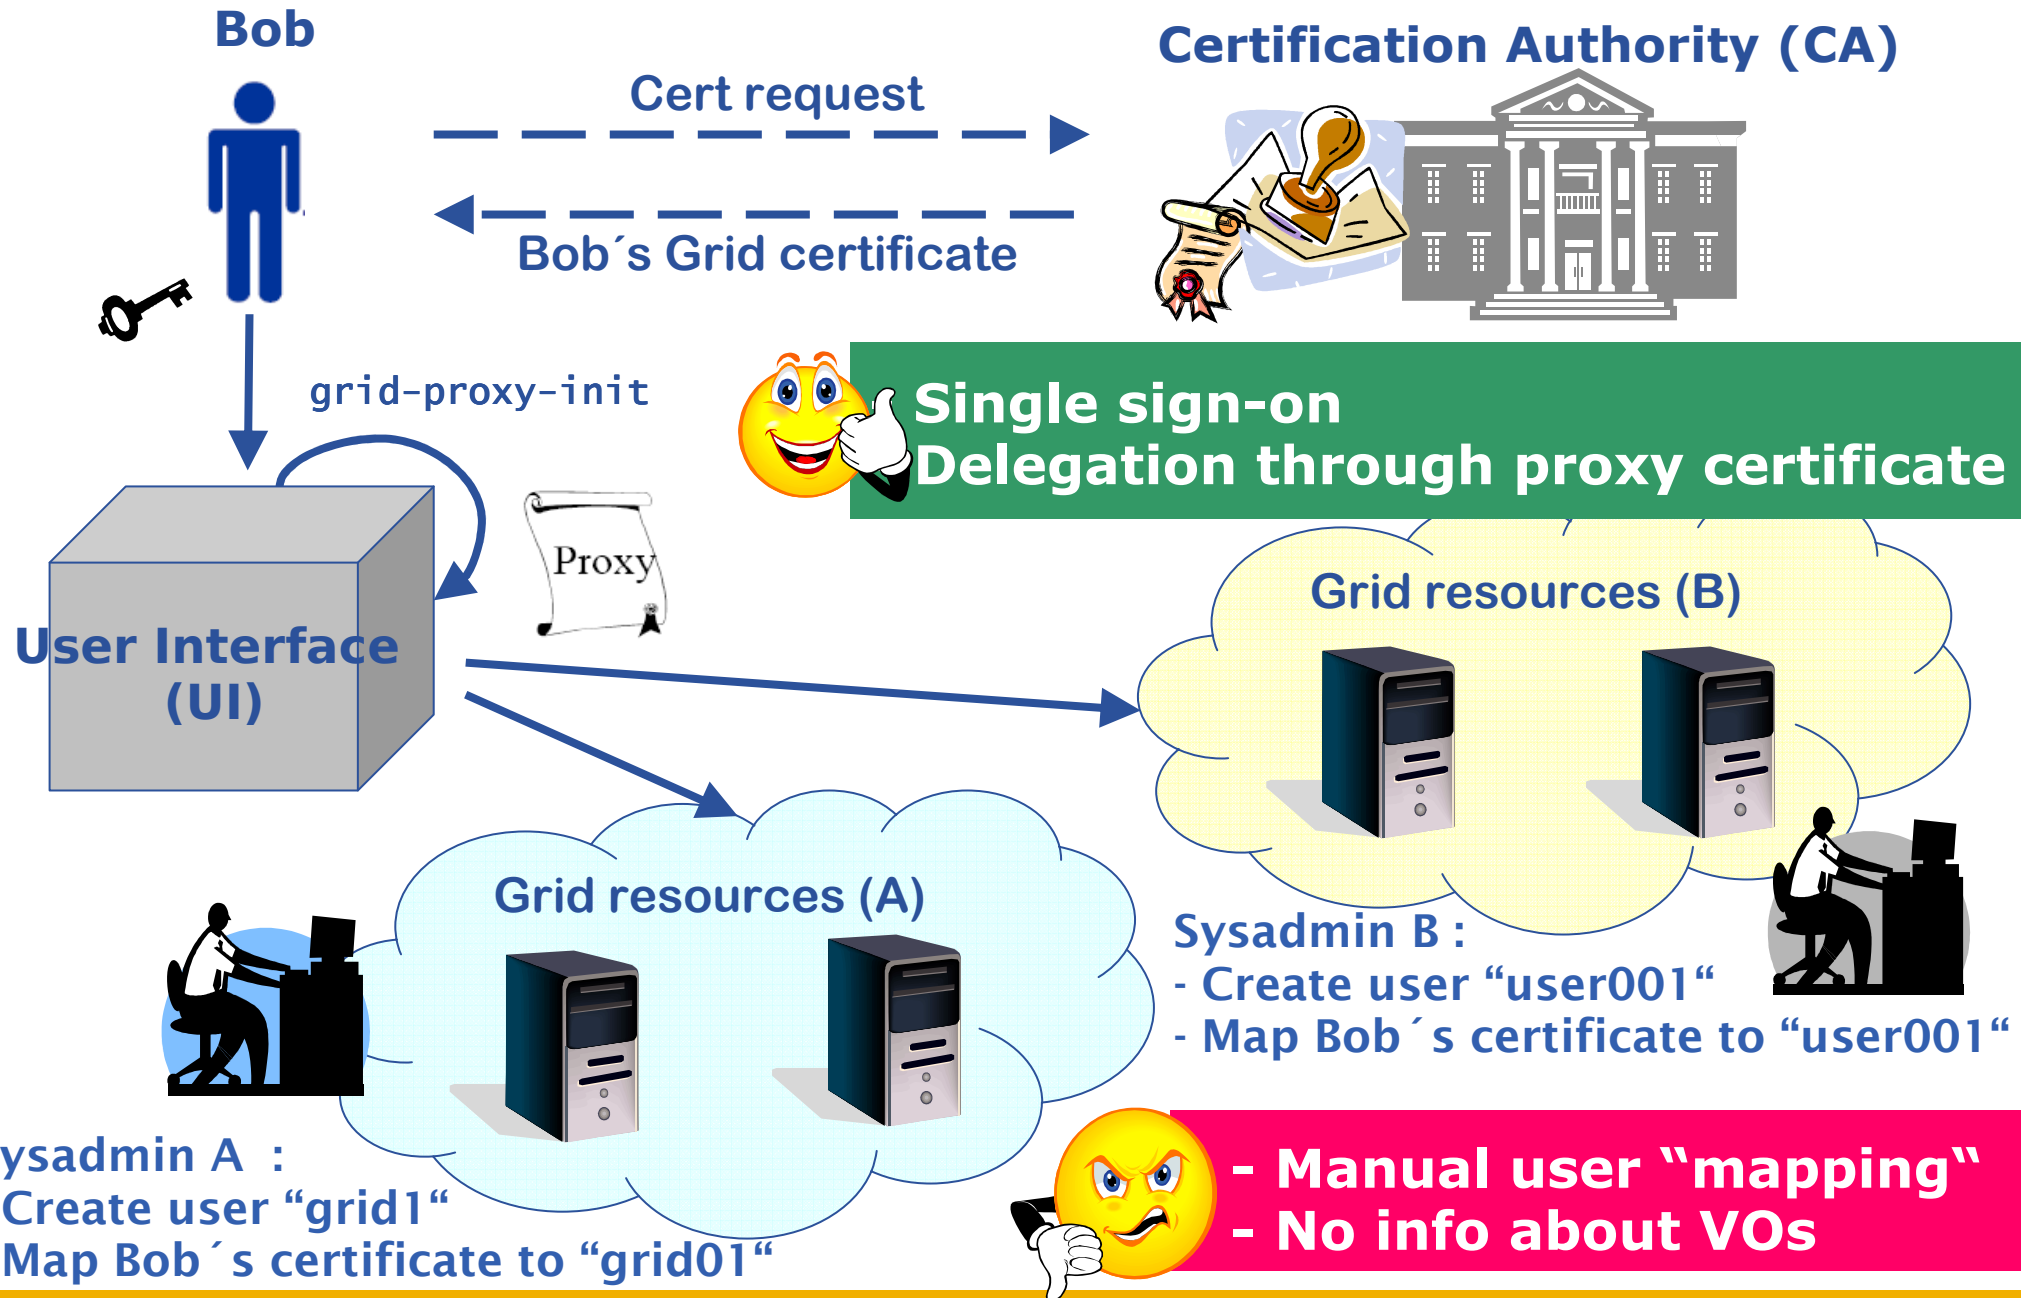 Bob
Certification Authority (CA)
Cert request
Bob´s Grid certificate
grid-proxy-init
Single sign-on
Delegation through proxy certificate
Proxy
User Interface
(UI)
Grid resources (B)
Grid resources (A)
Sysadmin B :
- Create user “user001“
- Map Bob´s certificate to “user001“
ysadmin A :
Create user “grid1“
Map Bob´s certificate to “grid01“
- Manual user “mapping“
- No info about VOs